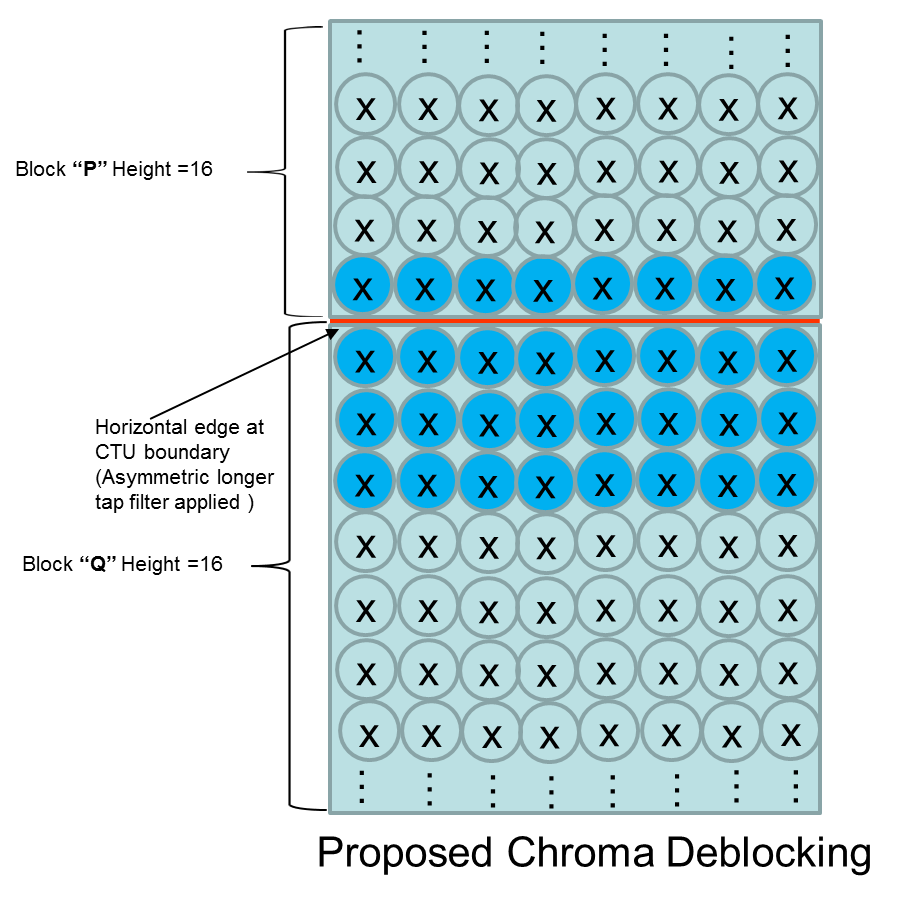 ⋮ ⋮ ⋮ ⋮ ⋮ ⋮ ⋮ ⋮
X X X X X X X X
X X X X X X X X
Block “P” Height =16
X X X X X X X X
X X X X X X X X
X X X X X X X X
X X X X X X X X
Horizontal edge at
CTU boundary
(Asymmetric longer
tap filter applied )
X X X X X X X X
X X X X X X X X
Block “Q” Height =16
X X X X X X X X
X X X X X X X X
X X X X X X X X
⋮ ⋮ ⋮ ⋮ ⋮ ⋮ ⋮ ⋮
Proposed Chroma Deblocking